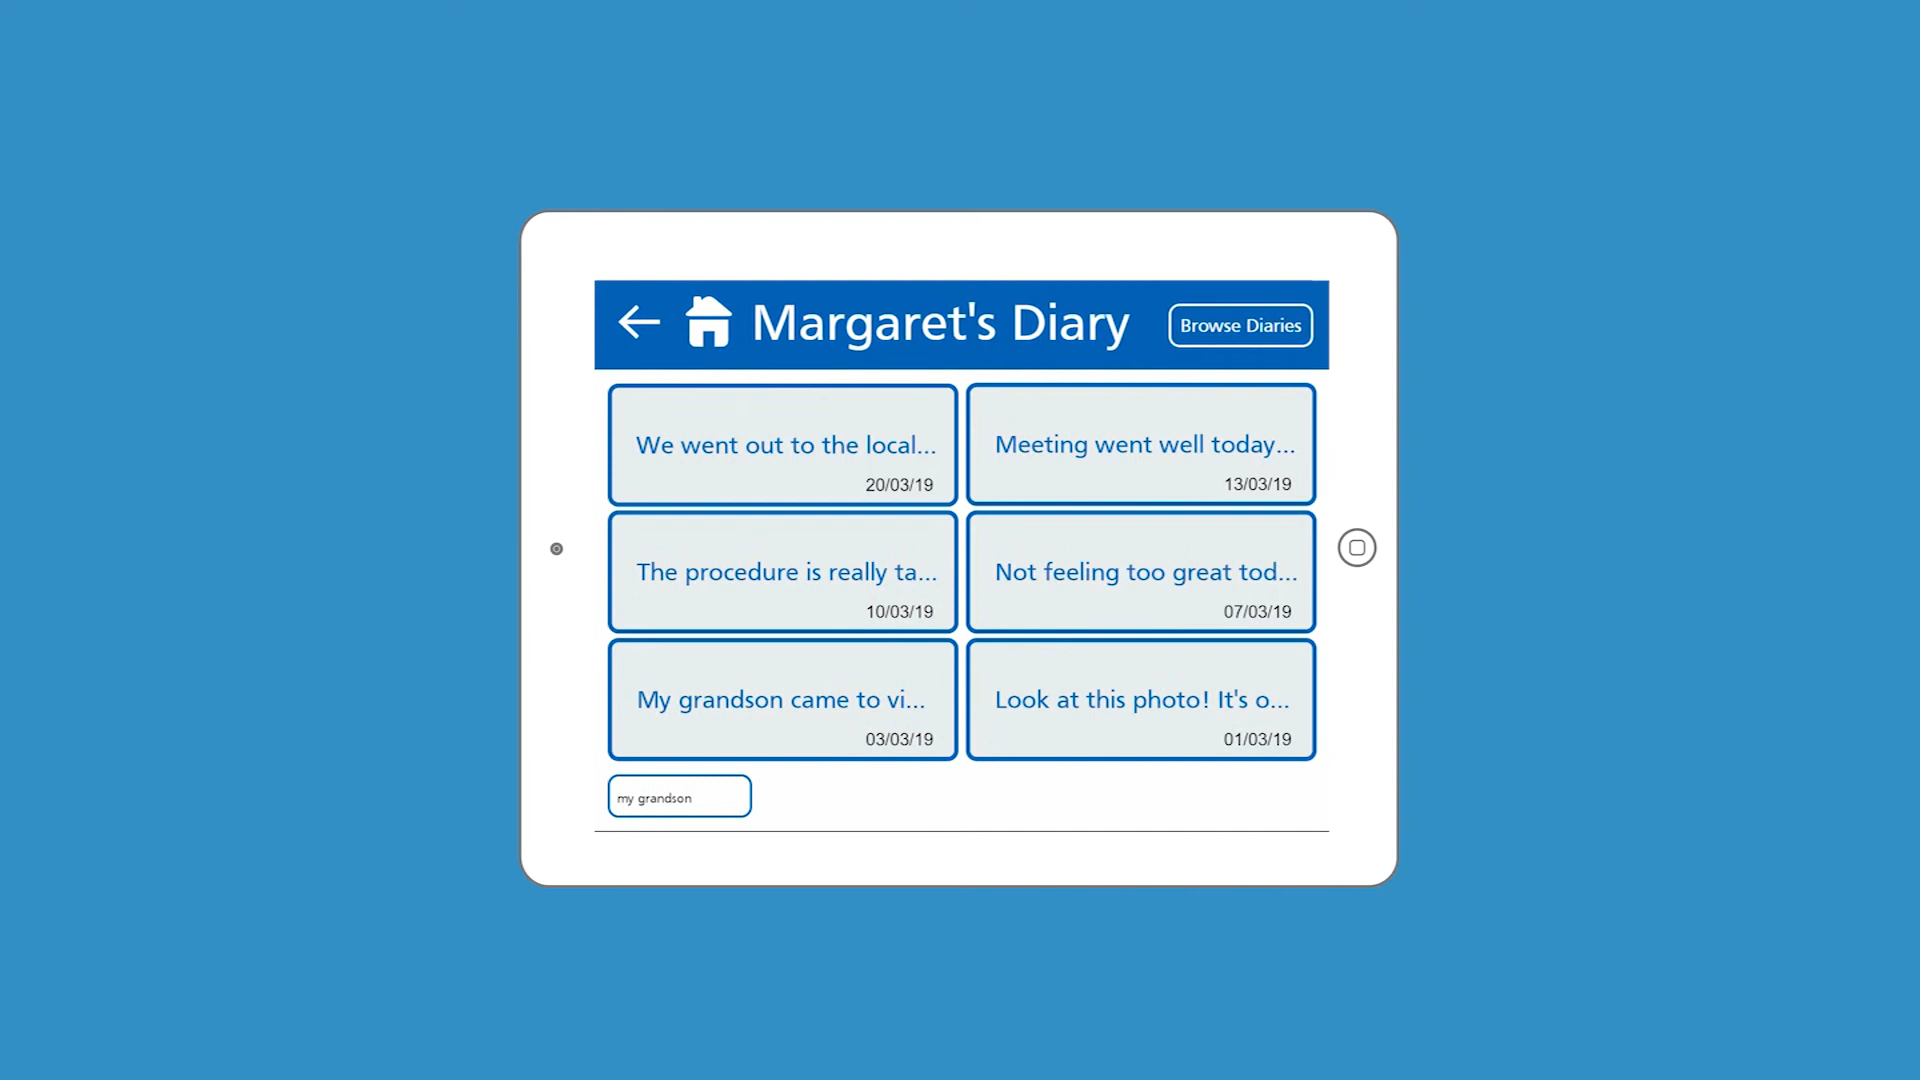 Margaret's Diary
Browse Diaries
We went out to the local...
20/03/19
Meeting went well today...
13/03/19
The procedure is really ta...
10/03/19
Not feeling too great tod...
07/03/19
My grandson came to vi...
03/03/19
Look at this photo! It's o...
01/03/19
my grandson